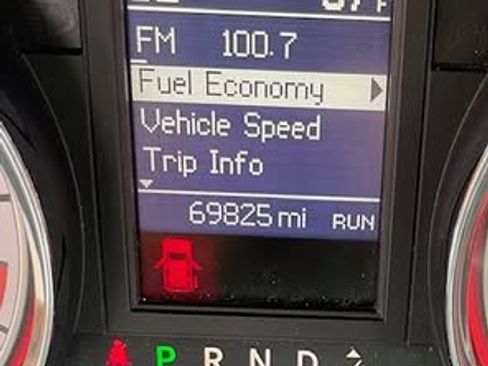 FM 100.7
Fuel Economy
Vehicle Speed
Trip Info
69825 mi RUN
P R N D